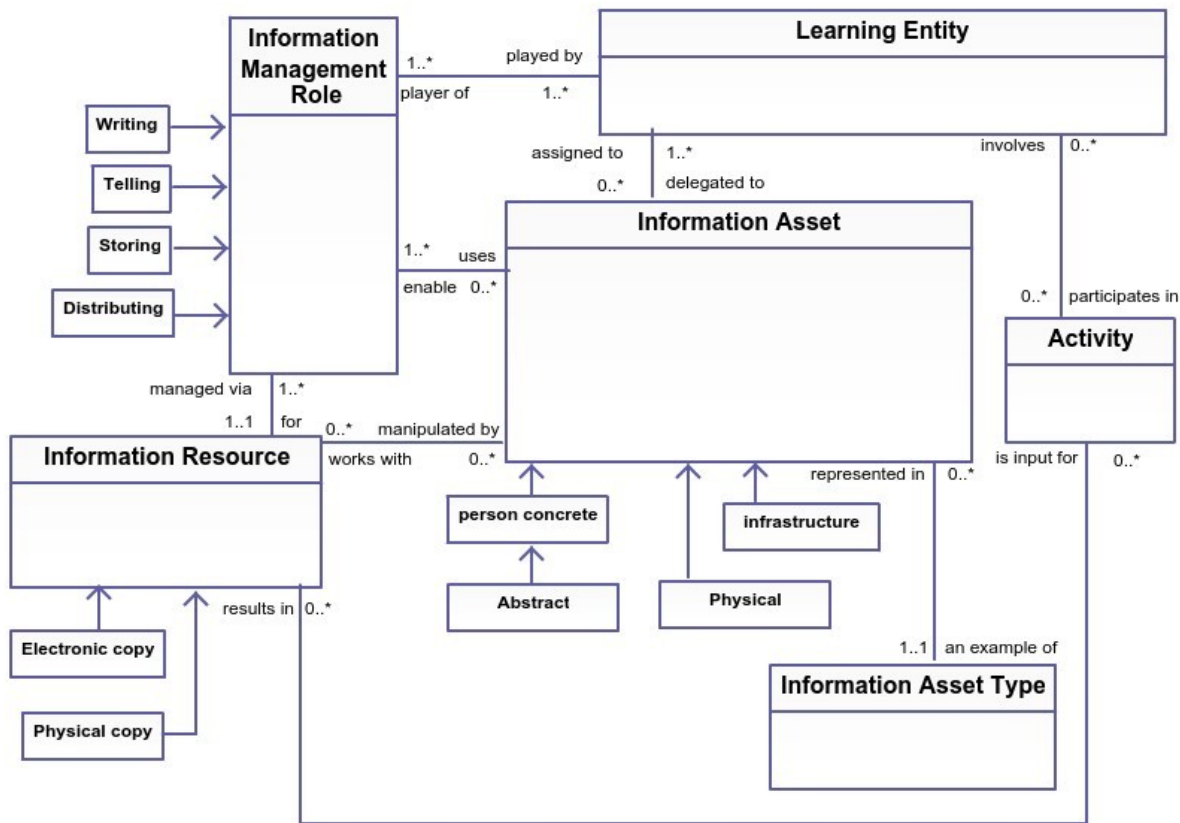 Information
Management
Role
Learning Entity
1..*
played by
player of
1..*
Writing
Telling
Storing
Distributing
assigned to
1..*
0..*
delegated to
involves
0..*
Information Asset
1..*
uses
enable
0..*
0..*
participates in
Activity
managed via
1..*
1..1
for
0..*
manipulated by
works with
0..*
Information Resource
represented in
0..*
is input for
0..*
person concrete
infrastructure
Abstract
Physical
results in
0..*
Electronic copy
Physical copy
1..1
an example of
Information Asset Type